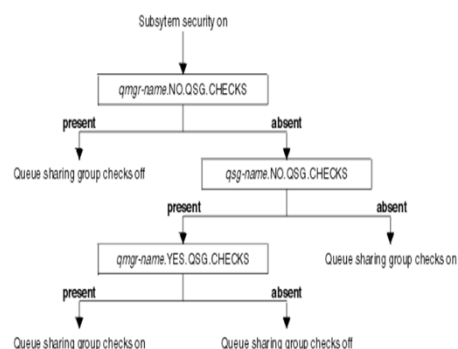 Subsytem security on
qmgr-name.NO.QSG.CHECKS
present
absent
Queue sharing group checks off
qsg-name.NO.QSG.CHECKS
present
absent
qmgr-name.YES.QSG.CHECKS
Queue sharing group checks on
present
absent
Queue sharing group checks on
Queue sharing group checks off